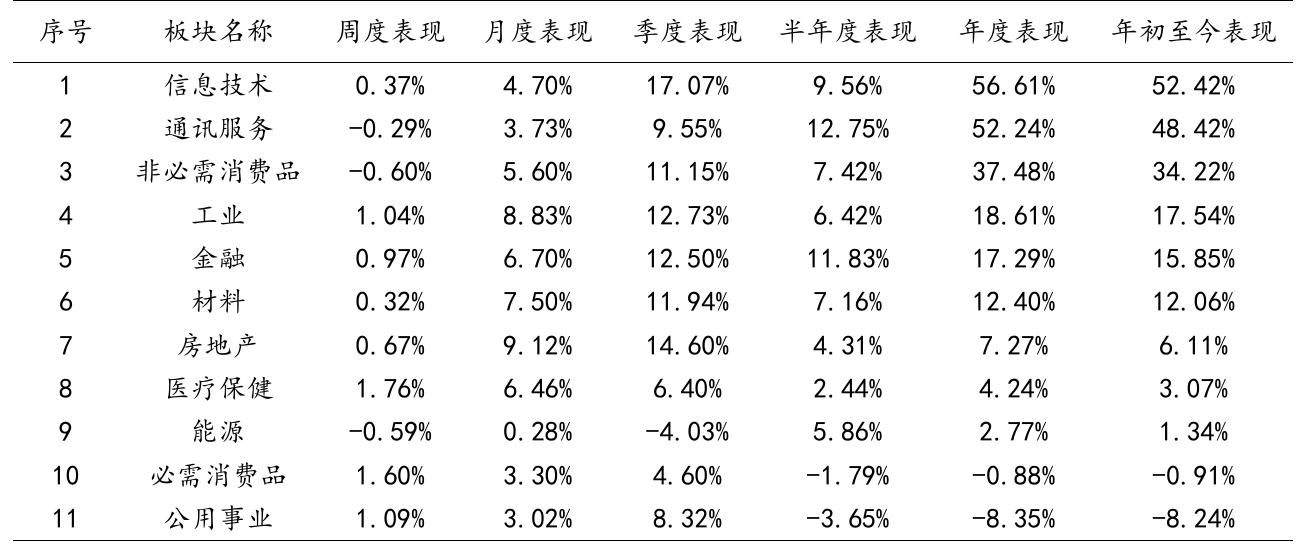 序号 板块名称 周度表现 月度表现 季度表现 半年度表现 年度表现 年初至今表现
1 信息技术 0.37% 4.70% 17.07% 9.56% 56.61% 52.42%
2 通讯服务 -0.29% 3.73% 9.55% 12.75% 52.24% 48.42%
3 非必需消费品 -0.60% 5.60% 11.15% 7.42% 37.48% 34.22%
4 工业 1.04% 8.83% 12.73% 6.42% 18.61% 17.54%
5 金融 0.97% 6.70% 12.50% 11.83% 17.29% 15.85%
6 材料 0.32% 7.50% 11.94% 7.16% 12.40% 12.06%
7 房地产 0.67% 9.12% 14.60% 4.31% 7.27% 6.11%
8 医疗保健 1.76% 6.46% 6.40% 2.44% 4.24% 3.07%
9 能源 -0.59% 0.28% -4.03% 5.86% 2.77% 1.34%
10 必需消费品 1.60% 3.30% 4.60% -1.79% -0.88% -0.91%
11 公用事业 1.09% 3.02% 8.32% -3.65% -8.35% -8.24%